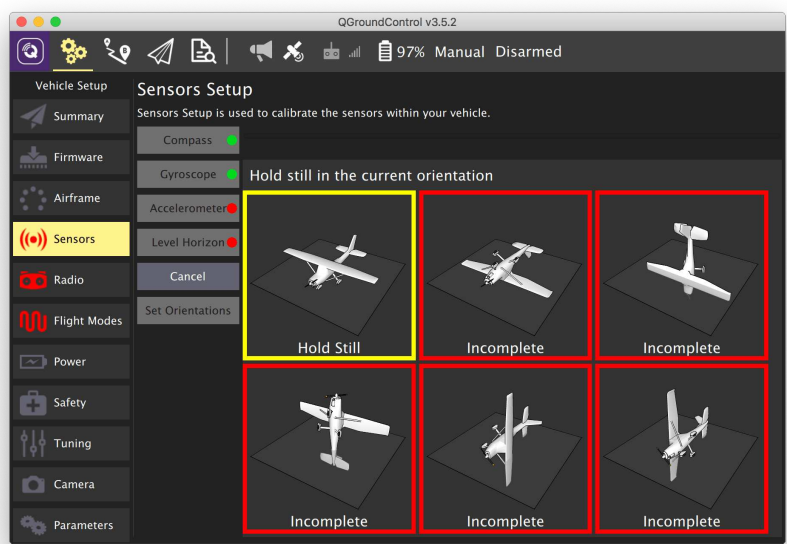 QGroundControl v3.5.2
97% Manual Disarmed
Vehicle Setup
Summary
Firmware
Airframe
Sensors
Radio
Flight Modes
Power
Safety
Tuning
Camera
Parameters
Sensors Setup
Sensors Setup is used to calibrate the sensors within your vehicle.
Compass
Gyroscope
Accelerometer
Level Horizon
Cancel
Set Orientations
Hold still in the current orientation
Hold Still
Incomplete
Incomplete
Incomplete
Incomplete
Incomplete